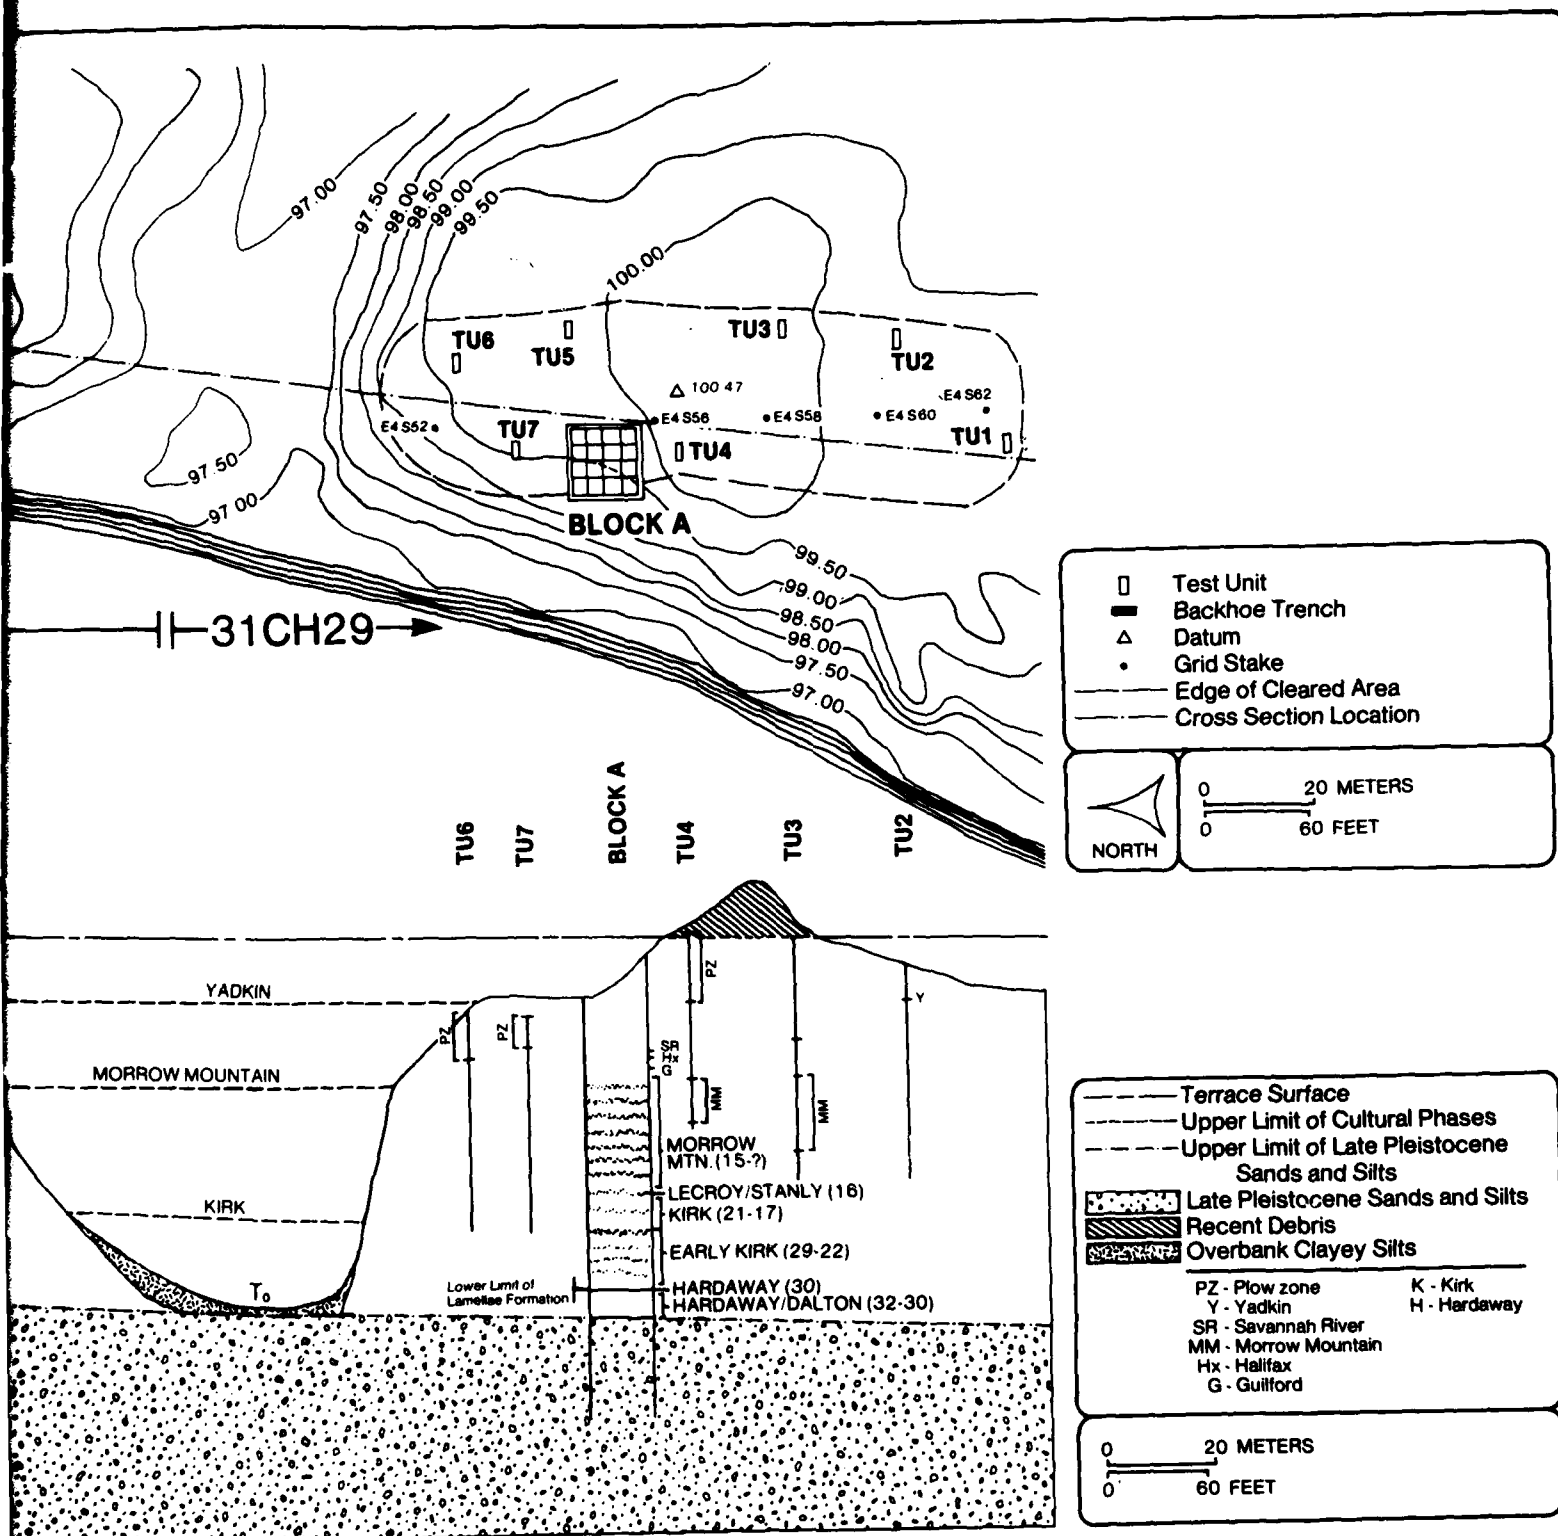 97.00
97.50
98.00
98.50
99.00
99.50
100.00
TU6
TU5
TU3
TU2
100 47
E4 S62
E4 S52
TU7
E4 S56
E4 S58
E4 S60
TU1
TU4
97.50
97 00
BLOCK A
99.50
99.00
98.50
98.00
97.50
97.00
31CH29
Test Unit
Backhoe Trench
Datum
Grid Stake
Edge of Cleared Area
Cross Section Location
NORTH
0 20 METERS
0 60 FEET
TU6
TU7
BLOCK A
TU4
TU3
TU2
YADKIN
PZ
PZ
PZ
Y
SR
Hx
G
MORROW MOUNTAIN
MM
MM
MORROW
MTN. (15-?)
LECROY/STANLY (16)
KIRK
KIRK (21-17)
EARLY KIRK (29-22)
Lower Limit of
Lamellae Formation
HARDAWAY (30)
HARDAWAY/DALTON (32-30)
To
Terrace Surface
Upper Limit of Cultural Phases
Upper Limit of Late Pleistocene
Sands and Silts
Late Pleistocene Sands and Silts
Recent Debris
Overbank Clayey Silts
PZ - Plow zone K - Kirk
Y - Yadkin H - Hardaway
SR - Savannah River
MM - Morrow Mountain
Hx - Halifax
G - Guilford
0 20 METERS
0 60 FEET